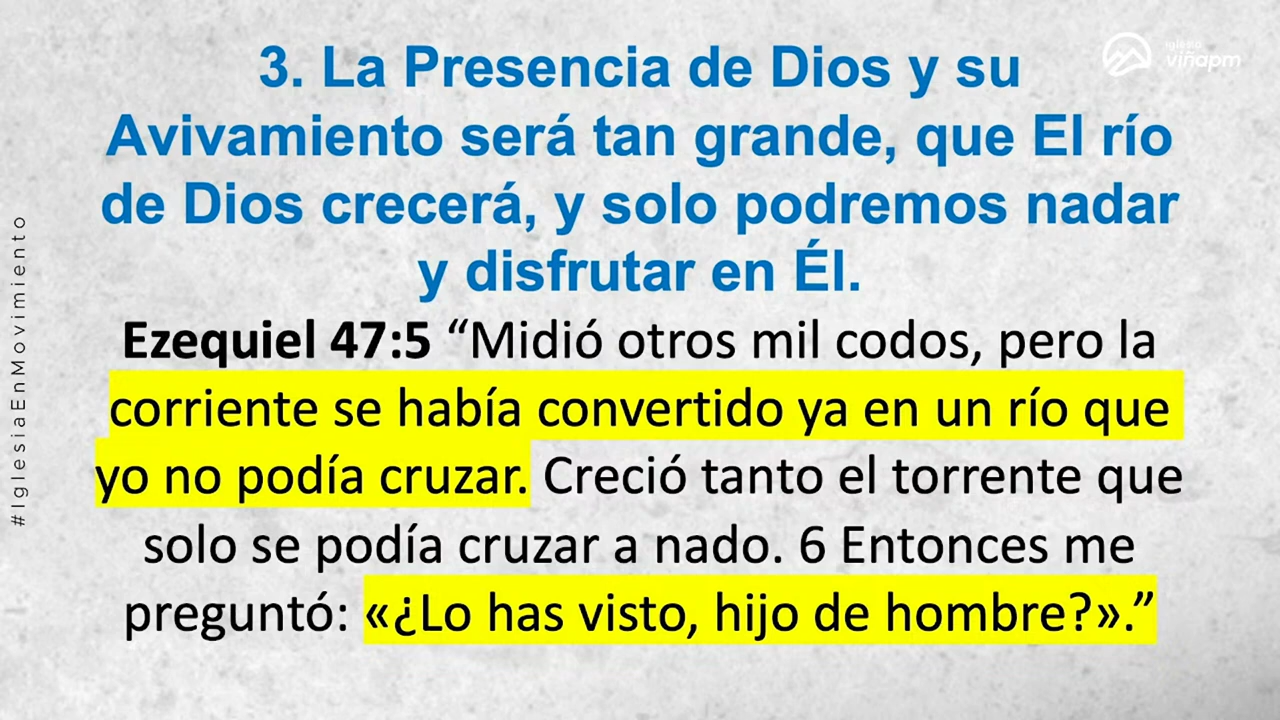 iglesia
viñapm
3. La Presencia de Dios y su
Avivamiento será tan grande, que El río
de Dios crecerá, y solo podremos nadar
y disfrutar en Él.
Ezequiel 47:5 “Midió otros mil codos, pero la
corriente se había convertido ya en un río que
yo no podía cruzar. Creció tanto el torrente que
solo se podía cruzar a nado. 6 Entonces me
preguntó: «¿Lo has visto, hijo de hombre?».”
#IglesiaEnMovimiento